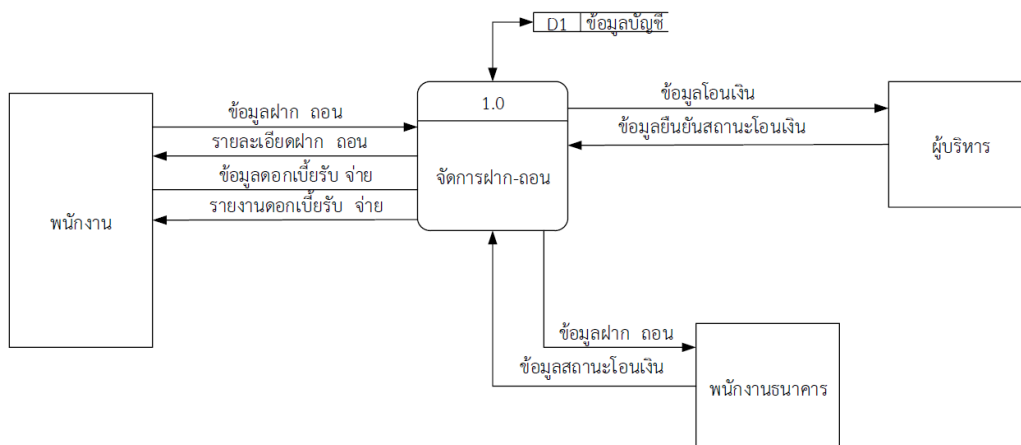 D1 ข้อมูลบัญชี
1.0
จัดการฝาก-ถอน
พนักงาน
ข้อมูลฝาก ถอน
รายละเอียดฝาก ถอน
ข้อมูลดอกเบี้ยรับ จ่าย
รายงานดอกเบี้ยรับ จ่าย
ข้อมูลโอนเงิน
ข้อมูลยืนยันสถานะโอนเงิน
ผู้บริหาร
ข้อมูลฝาก ถอน
ข้อมูลสถานะโอนเงิน
พนักงานธนาคาร